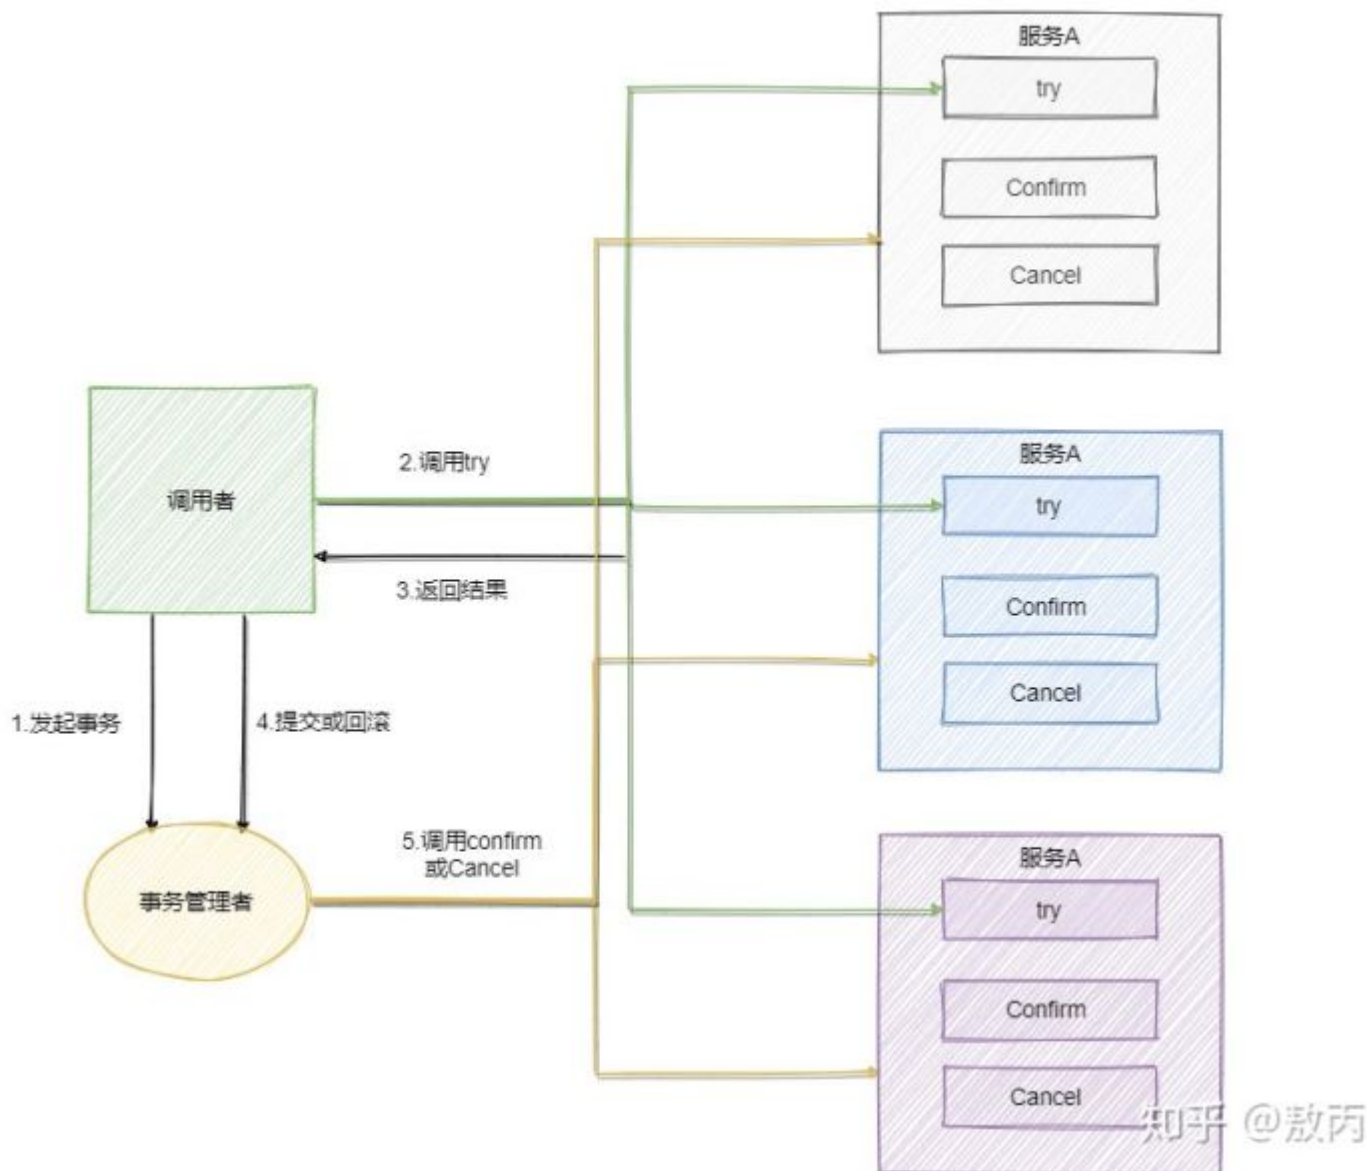 服务A
try
Confirm
Cancel
服务A
try
Confirm
Cancel
服务A
try
Confirm
Cancel
调用者
2.调用try
3.返回结果
1.发起事务
4.提交或回滚
事务管理者
5.调用confirm
或Cancel
知乎 @敖丙